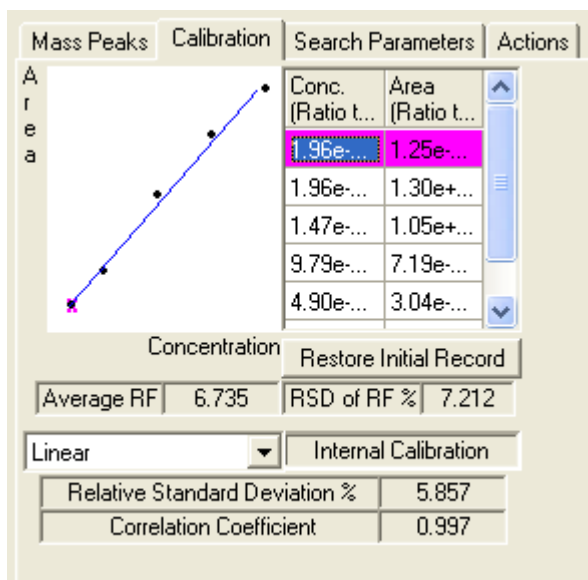 Mass Peaks Calibration Search Parameters Actions
Area
Conc. Area
(Ratio t... (Ratio t...
1.96e-... 1.25e-...
1.96e-... 1.30e+...
1.47e-... 1.05e+...
9.79e-... 7.19e-...
4.90e-... 3.04e-...
Concentration
Restore Initial Record
Average RF 6.735 RSD of RF % 7.212
Linear Internal Calibration
Relative Standard Deviation % 5.857
Correlation Coefficient 0.997